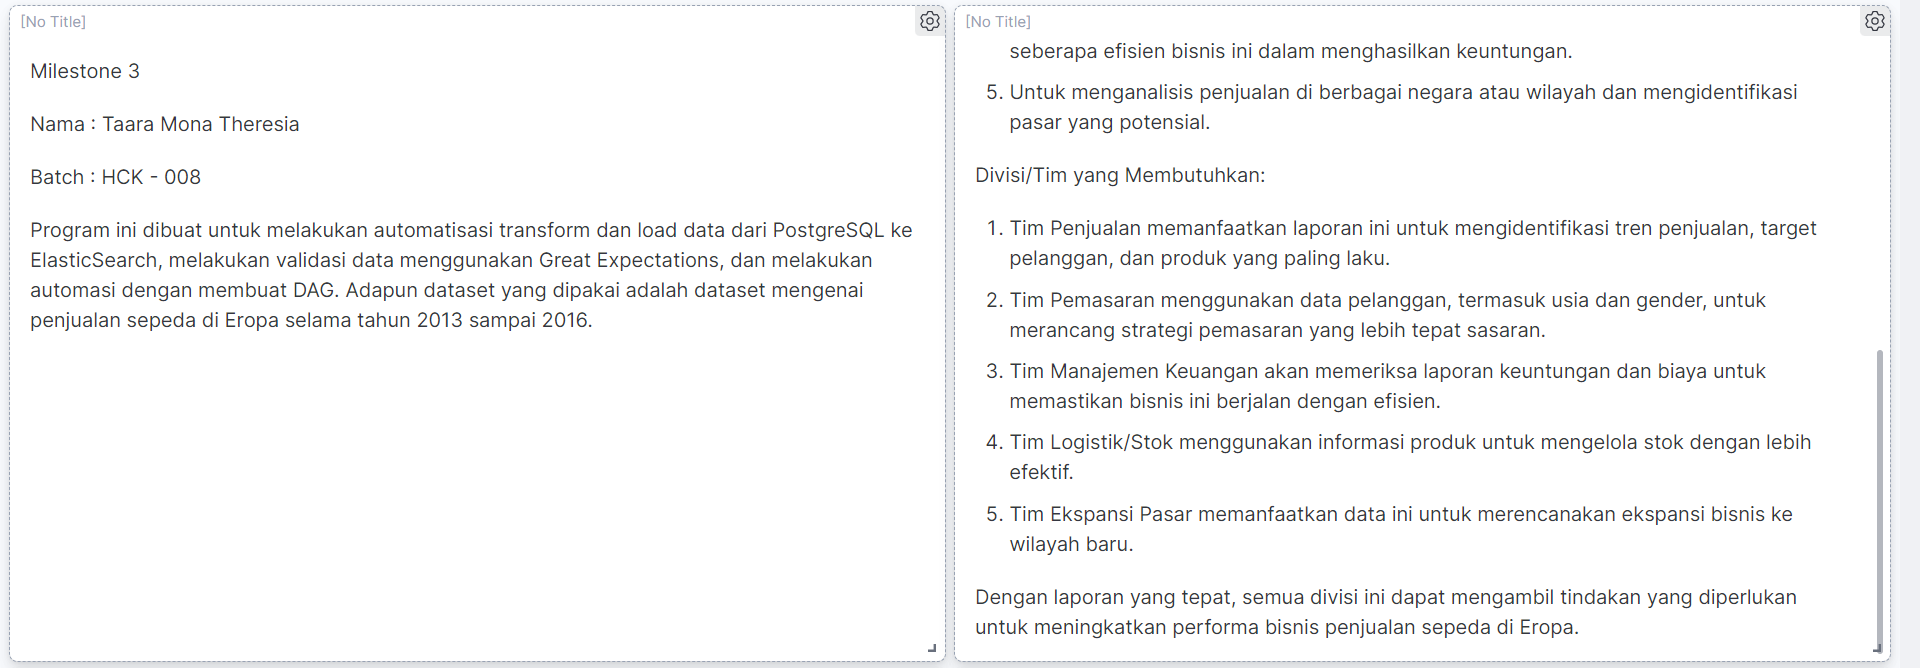 [No Title]
Milestone 3
Nama : Taara Mona Theresia
Batch : HCK - 008
Program ini dibuat untuk melakukan automatisasi transform dan load data dari PostgreSQL ke
ElasticSearch, melakukan validasi data menggunakan Great Expectations, dan melakukan
automasi dengan membuat DAG. Adapun dataset yang dipakai adalah dataset mengenai
penjualan sepeda di Eropa selama tahun 2013 sampai 2016.
[No Title]
seberapa efisien bisnis ini dalam menghasilkan keuntungan.
5. Untuk menganalisis penjualan di berbagai negara atau wilayah dan mengidentifikasi
pasar yang potensial.
Divisi/Tim yang Membutuhkan:
1. Tim Penjualan memanfaatkan laporan ini untuk mengidentifikasi tren penjualan, target
pelanggan, dan produk yang paling laku.
2. Tim Pemasaran menggunakan data pelanggan, termasuk usia dan gender, untuk
merancang strategi pemasaran yang lebih tepat sasaran.
3. Tim Manajemen Keuangan akan memeriksa laporan keuntungan dan biaya untuk
memastikan bisnis ini berjalan dengan efisien.
4. Tim Logistik/Stok menggunakan informasi produk untuk mengelola stok dengan lebih
efektif.
5. Tim Ekspansi Pasar memanfaatkan data ini untuk merencanakan ekspansi bisnis ke
wilayah baru.
Dengan laporan yang tepat, semua divisi ini dapat mengambil tindakan yang diperlukan
untuk meningkatkan performa bisnis penjualan sepeda di Eropa.